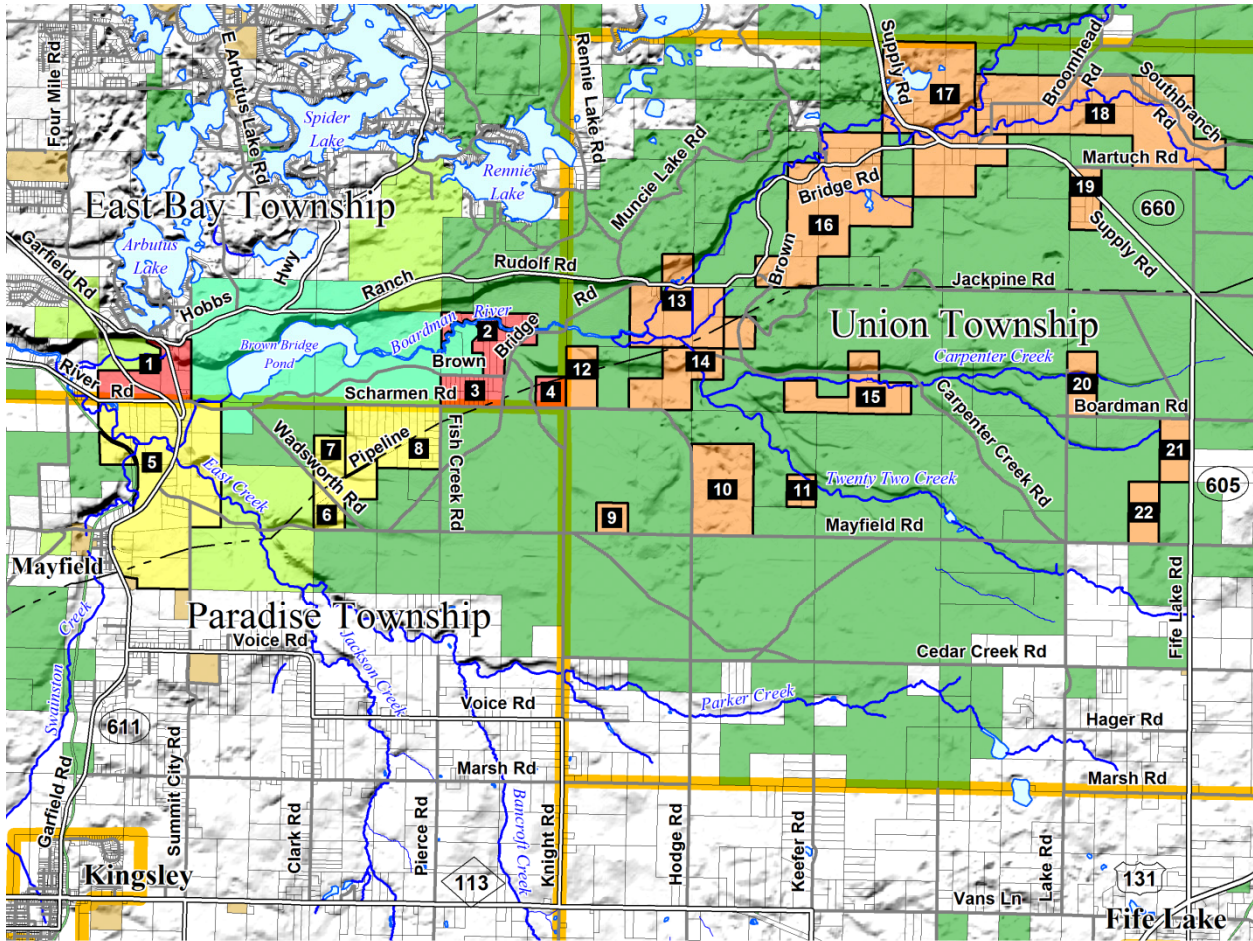 Four Mile Rd
E Arbutus Lake Rd
Spider
Lake
Rennie
Lake
Rennie Lake Rd
Muncie Lake Rd
Supply Rd
Broomhead
Rd
Southbranch
Rd
17
18
Martuch Rd
19
660
Supply Rd
East Bay Township
Arbutus
Lake
Garfield Rd
Hwy
Hobbs
Ranch
Rudolf Rd
Rd
Bridge Rd
16
Brown
Jackpine Rd
13
Union Township
Brown Bridge
Pond
Boardman
River
2
Bridge
Brown
1
River
Rd
Scharmen Rd
3
4
12
14
15
Carpenter Creek
20
Boardman Rd
Carpenter Creek Rd
21
605
5
East Creek
Wadsworth Rd
7
Pipeline
8
6
Fish Creek Rd
9
10
11
Twenty Two Creek
22
Mayfield Rd
Fife Lake Rd
Mayfield
Creek
Swainston
Paradise Township
Voice Rd
Jackson Creek
Cedar Creek Rd
Parker Creek
Voice Rd
Hager Rd
611
Summit City Rd
Garfield Rd
Marsh Rd
Marsh Rd
Clark Rd
Pierce Rd
Bancroft Creek
Knight Rd
Hodge Rd
Keefer Rd
Lake Rd
Kingsley
113
131
Vans Ln
Fife Lake